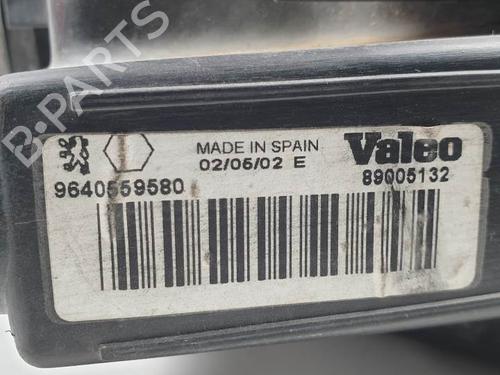 B-PARTS
MADE IN SPAIN
02/05/02 E
Valeo
9640559580
89005132